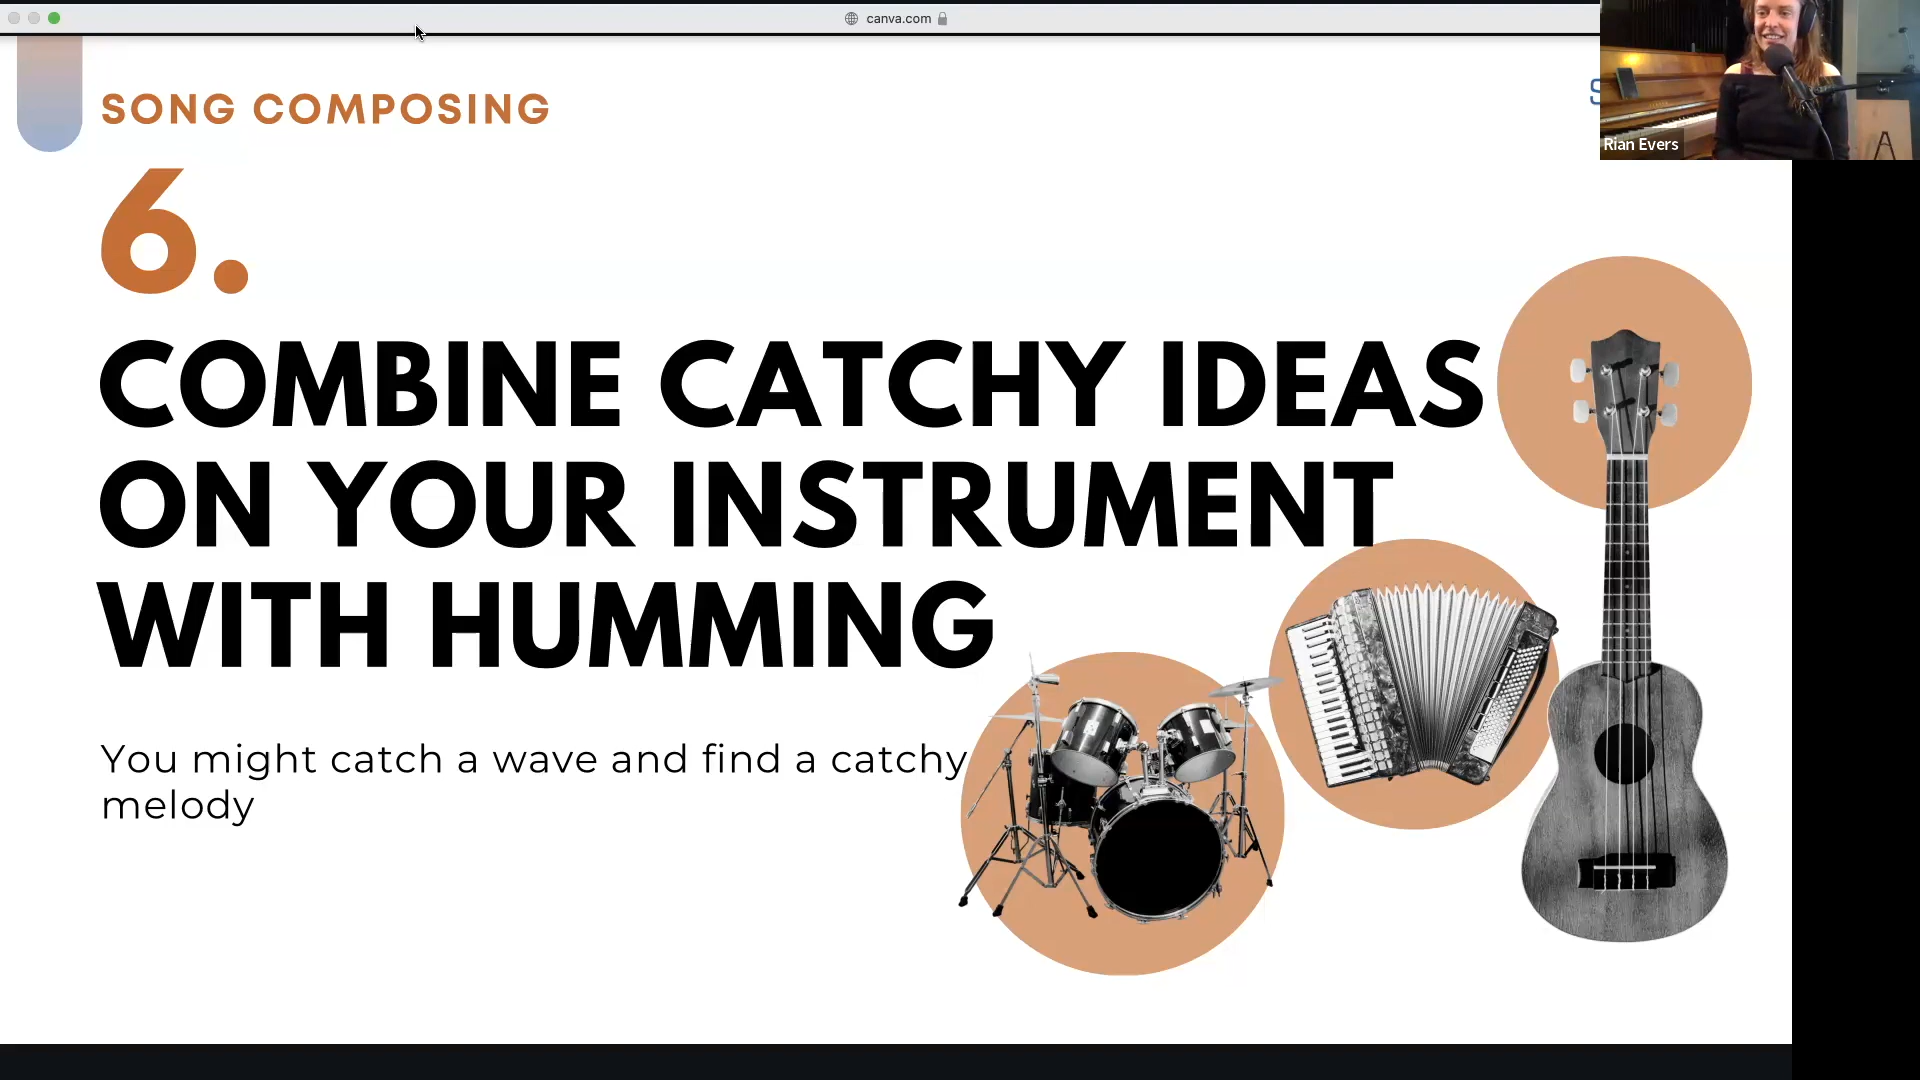 canva.com
SONG COMPOSING
S
Rian Evers
6.
COMBINE CATCHY IDEAS
ON YOUR INSTRUMENT
WITH HUMMING
You might catch a wave and find a catchy
melody